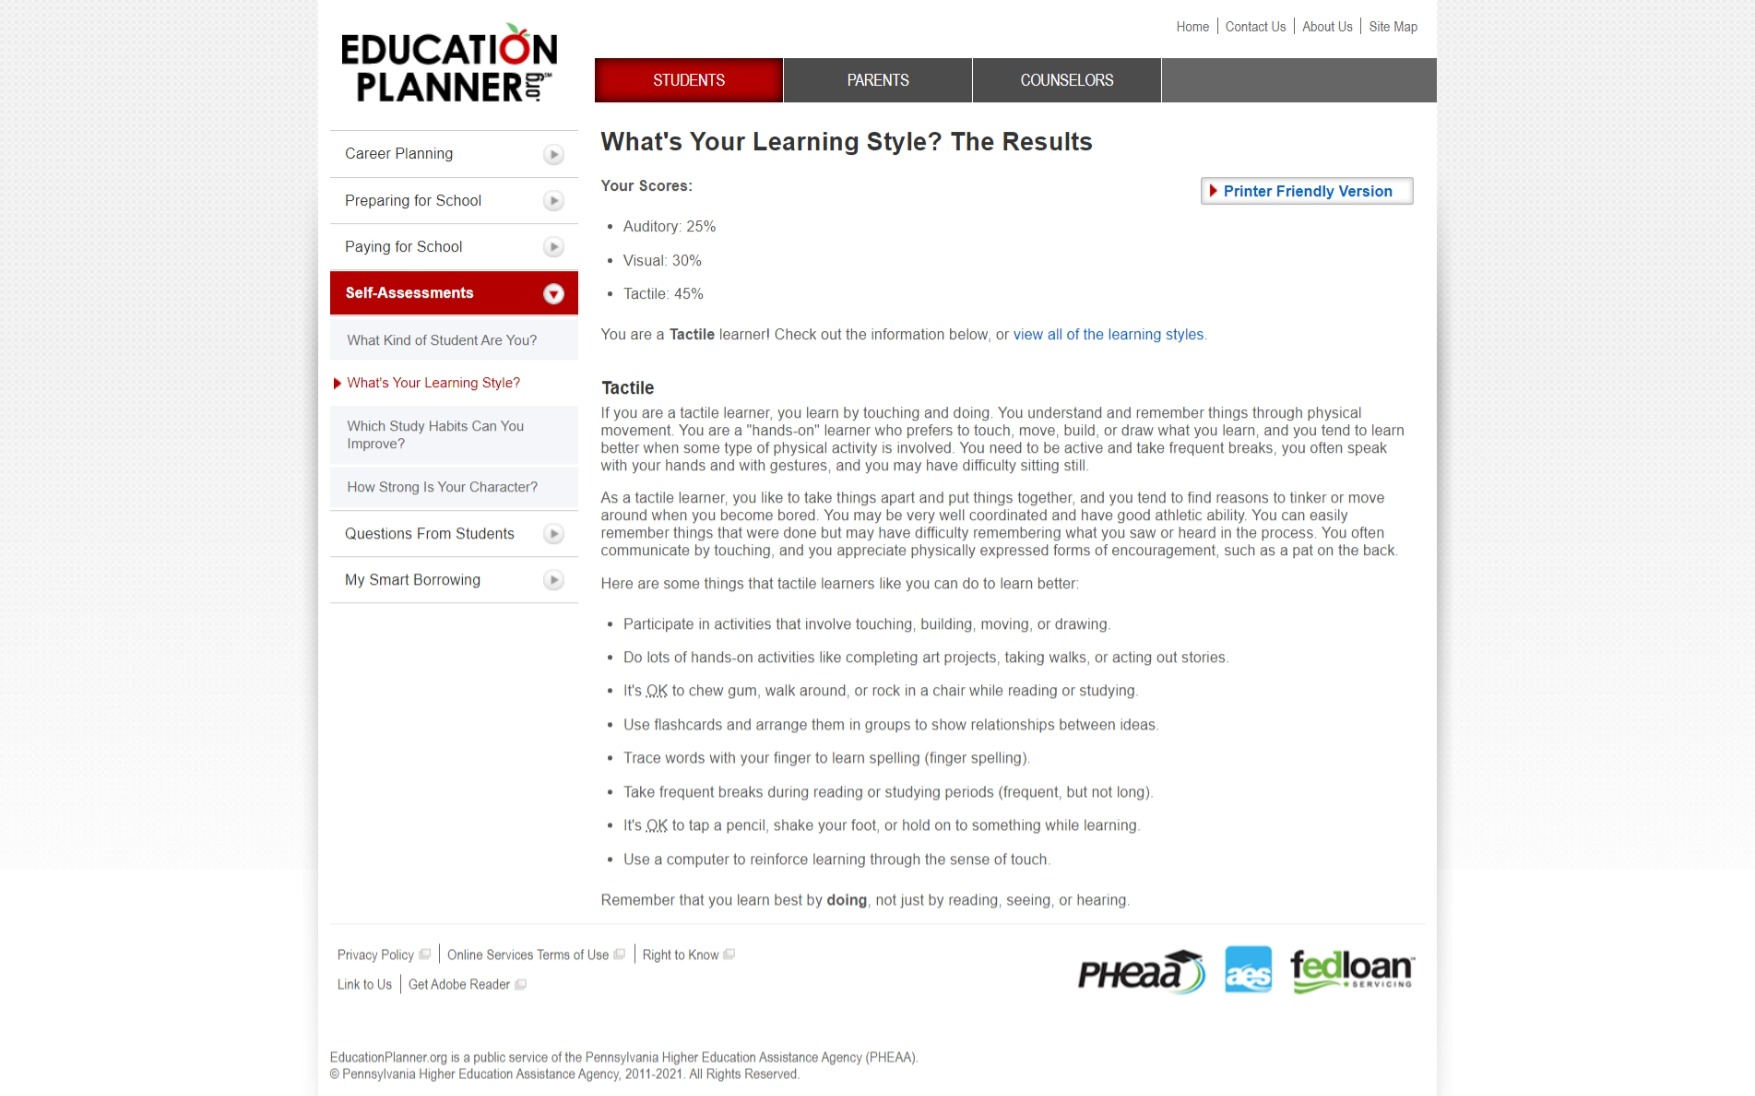 EDUCATION
PLANNER.org℠
Home
Contact Us
About Us
Site Map
STUDENTS
PARENTS
COUNSELORS
Career Planning
Preparing for School
Paying for School
Self-Assessments
What Kind of Student Are You?
What's Your Learning Style?
Which Study Habits Can You
Improve?
How Strong Is Your Character?
Questions From Students
My Smart Borrowing
What's Your Learning Style? The Results
Your Scores:
Printer Friendly Version
• Auditory: 25%
• Visual: 30%
• Tactile: 45%
You are a Tactile learner! Check out the information below, or view all of the learning styles.
Tactile
If you are a tactile learner, you learn by touching and doing. You understand and remember things through physical
movement. You are a "hands-on" learner who prefers to touch, move, build, or draw what you learn, and you tend to learn
better when some type of physical activity is involved. You need to be active and take frequent breaks, you often speak
with your hands and with gestures, and you may have difficulty sitting still.
As a tactile learner, you like to take things apart and put things together, and you tend to find reasons to tinker or move
around when you become bored. You may be very well coordinated and have good athletic ability. You can easily
remember things that were done but may have difficulty remembering what you saw or heard in the process. You often
communicate by touching, and you appreciate physically expressed forms of encouragement, such as a pat on the back.
Here are some things that tactile learners like you can do to learn better:
• Participate in activities that involve touching, building, moving, or drawing.
• Do lots of hands-on activities like completing art projects, taking walks, or acting out stories.
• It's OK to chew gum, walk around, or rock in a chair while reading or studying.
• Use flashcards and arrange them in groups to show relationships between ideas.
• Trace words with your finger to learn spelling (finger spelling).
• Take frequent breaks during reading or studying periods (frequent, but not long).
• It's OK to tap a pencil, shake your foot, or hold on to something while learning.
• Use a computer to reinforce learning through the sense of touch.
Remember that you learn best by doing, not just by reading, seeing, or hearing.
Privacy Policy
Online Services Terms of Use
Right to Know
Link to Us
Get Adobe Reader
PHEAA
aes
fedloan
SERVICING
EducationPlanner.org is a public service of the Pennsylvania Higher Education Assistance Agency (PHEAA).
© Pennsylvania Higher Education Assistance Agency, 2011-2021. All Rights Reserved.